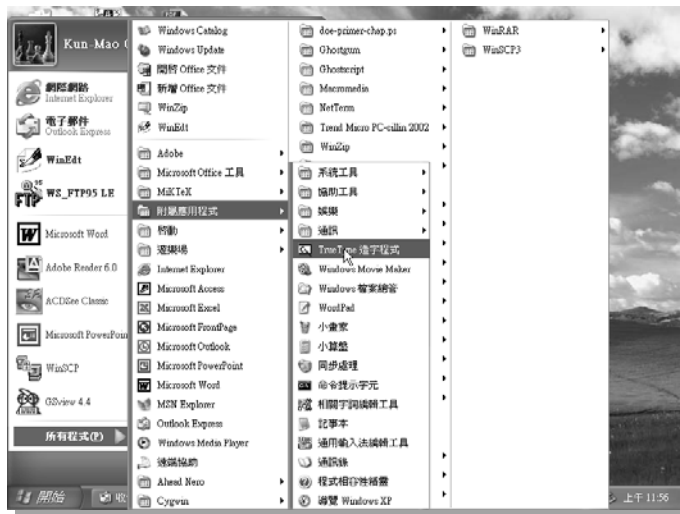 Kun-Mao
網際網路
Internet Explorer
電子郵件
Outlook Express
WinEdt
WS_FTP95 LE
Microsoft Word
Adobe Reader 6.0
ACDSee Classic
Microsoft PowerPoin
WinSCP
GSview 4.4
所有程式(P)
開始
Windows Catalog
Windows Update
開啟 Office 文件
新增 Office 文件
WinZip
WinEdt
Adobe
Microsoft Office 工具
MiKTeX
附屬應用程式
啟動
遊樂場
Internet Explorer
Microsoft Access
Microsoft Excel
Microsoft FrontPage
Microsoft Outlook
Microsoft PowerPoint
Microsoft Word
MSN Explorer
Outlook Express
Windows Media Player
遠端協助
Ahead Nero
Cygwin
doe-primer-chap.ps
Ghostgum
Ghostscript
Macromedia
NetTerm
Trend Micro PC-cillin 2002
WinZip
系統工具
協助工具
娛樂
通訊
TrueType 造字程式
Windows Movie Maker
Windows 檔案總管
WordPad
小畫家
小算盤
同步處理
命令提示字元
相關字詞編輯工具
記事本
通用輸入法編輯工具
通訊錄
程式相容性精靈
導覽 Windows XP
WinRAR
WinSCP3
上午 11:56